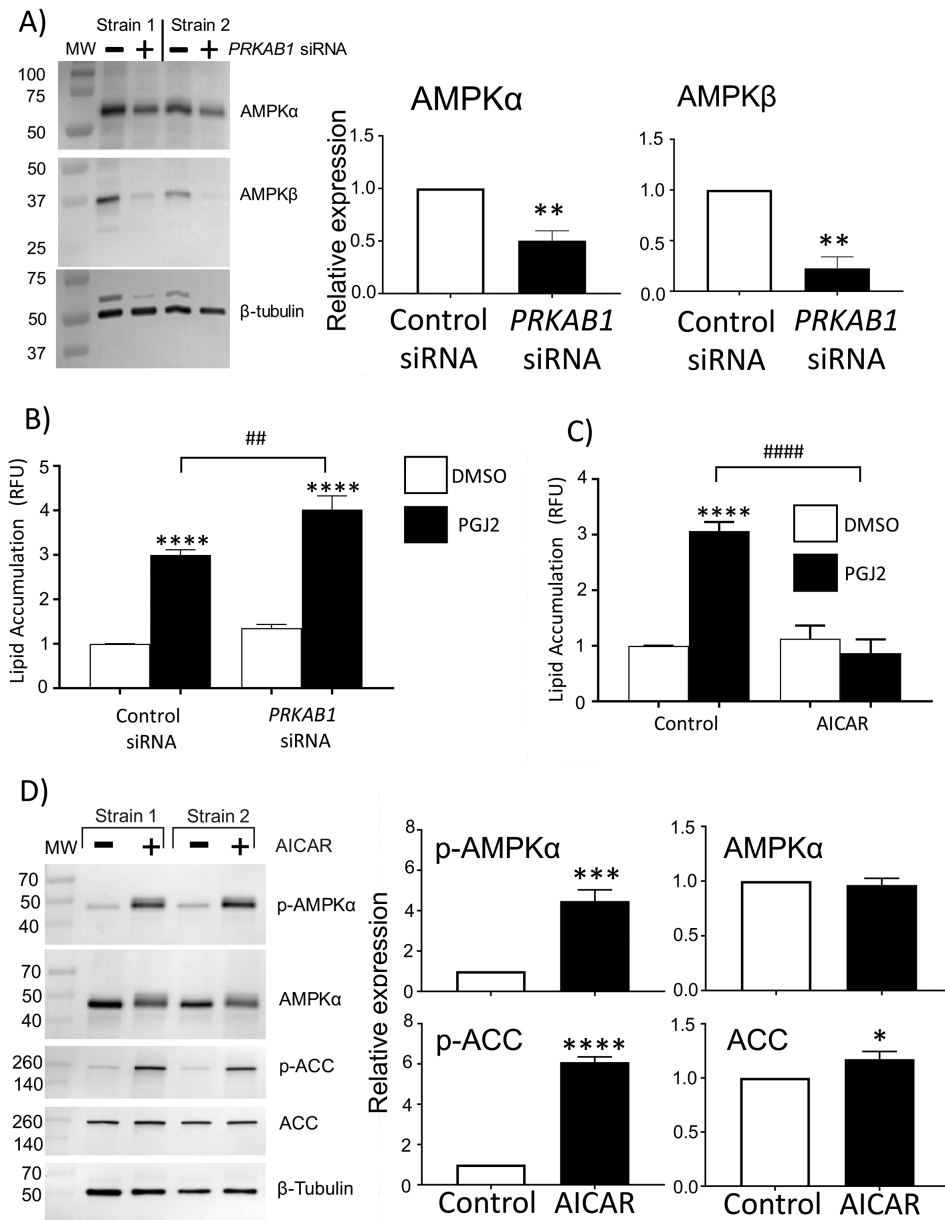 A)
Strain 1 Strain 2
MW − + − + PRKAB1 siRNA
100
75
50
AMPKα
50
37
25
AMPKβ
75
50
37
β-tubulin
AMPKα
Relative expression
1.5
1.0
0.5
0.0
**
Control siRNA
PRKAB1 siRNA
AMPKβ
1.5
1.0
0.5
0.0
**
Control siRNA
PRKAB1 siRNA
B)
Lipid Accumulation (RFU)
5
4
3
2
1
0
##
****
****
Control siRNA
PRKAB1 siRNA
DMSO
PGJ2
C)
Lipid Accumulation (RFU)
4
3
2
1
0
####
****
Control
AICAR
DMSO
PGJ2
D)
Strain 1 Strain 2
MW − + − + AICAR
70
50
40
p-AMPKα
70
50
40
AMPKα
260
140
p-ACC
260
140
ACC
70
50
β-Tubulin
Relative expression
p-AMPKα
8
6
4
2
0
***
AMPKα
1.5
1.0
0.5
0.0
p-ACC
8
6
4
2
0
****
Control AICAR
ACC
1.5
1.0
0.5
0.0
*
Control AICAR